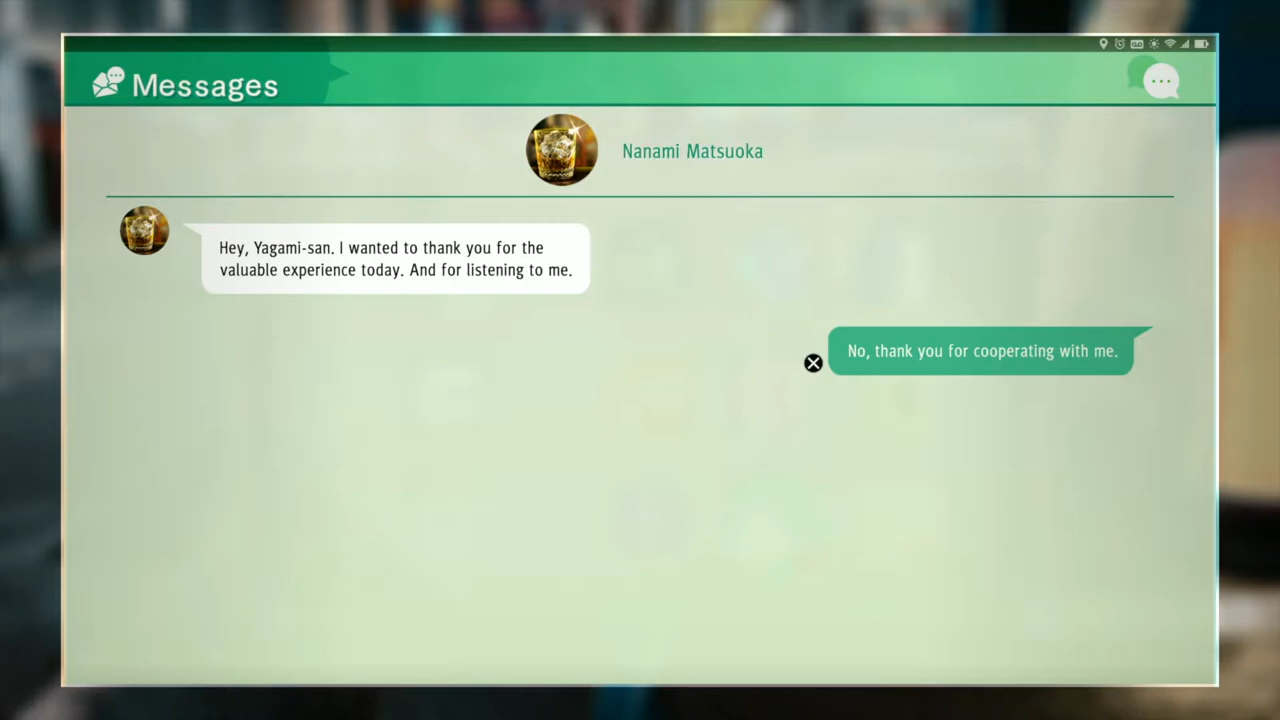 Messages
Nanami Matsuoka
Hey, Yagami-san. I wanted to thank you for the
valuable experience today. And for listening to me.
No, thank you for cooperating with me.